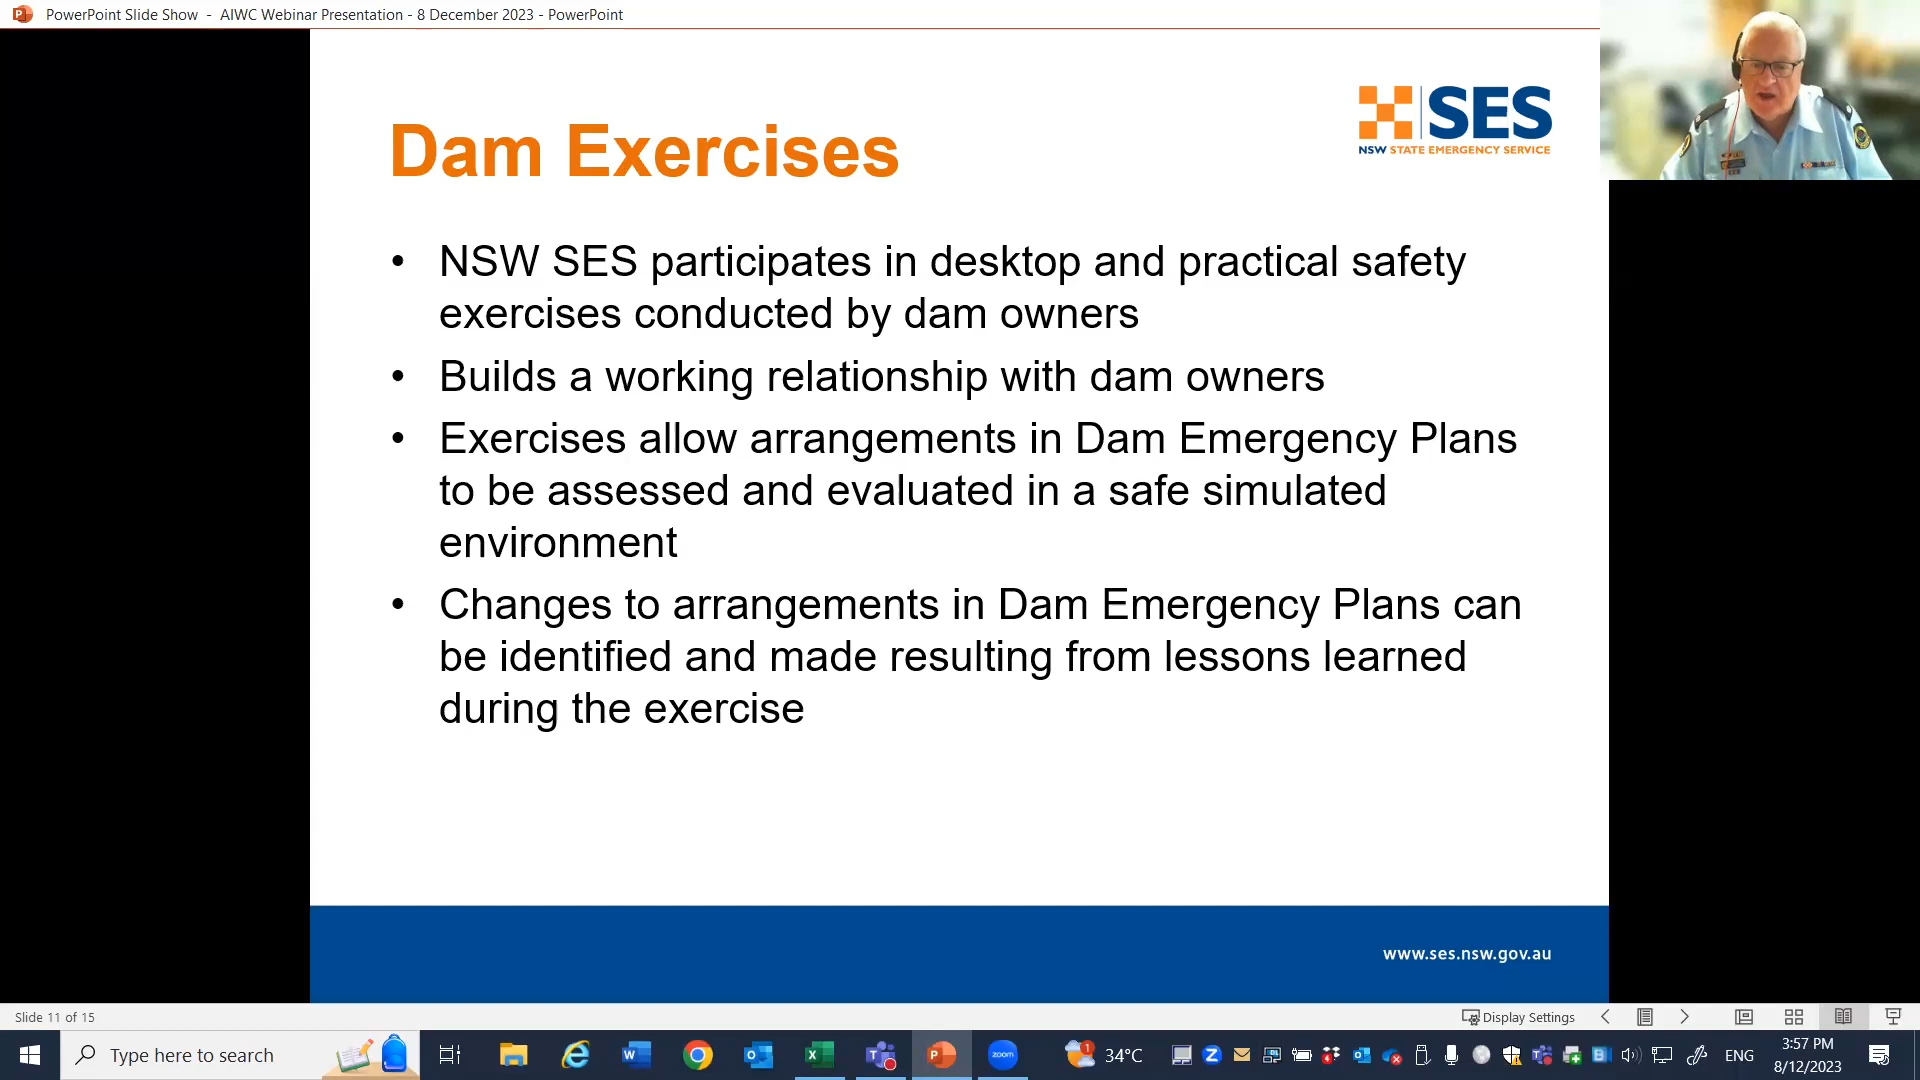 PowerPoint Slide Show - AIWC Webinar Presentation - 8 December 2023 - PowerPoint
Dam Exercises
SES
NSW STATE EMERGENCY SERVICE
• NSW SES participates in desktop and practical safety
exercises conducted by dam owners
• Builds a working relationship with dam owners
• Exercises allow arrangements in Dam Emergency Plans
to be assessed and evaluated in a safe simulated
environment
• Changes to arrangements in Dam Emergency Plans can
be identified and made resulting from lessons learned
during the exercise
www.ses.nsw.gov.au
Slide 11 of 15
Display Settings
Type here to search
zoom
1
34°C
ENG
3:57 PM
8/12/2023